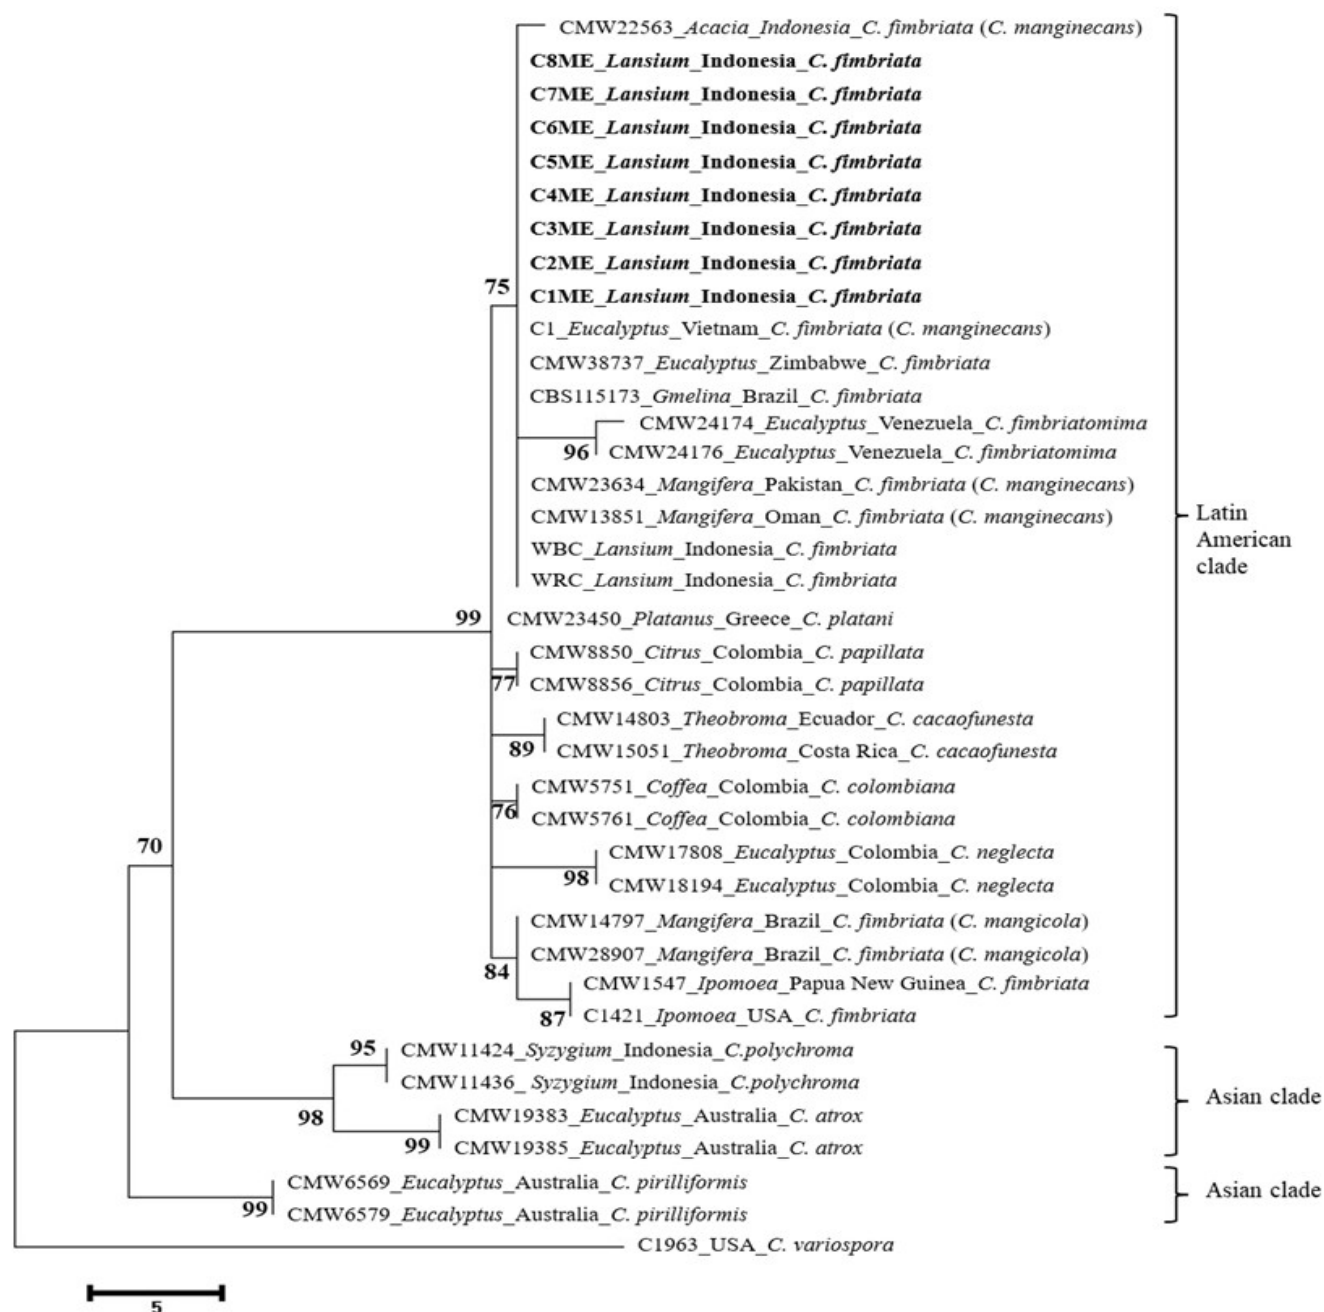 CMW22563_Acacia_Indonesia_C. fimbriata (C. manginecans)
C8ME_Lansium_Indonesia_C. fimbriata
C7ME_Lansium_Indonesia_C. fimbriata
C6ME_Lansium_Indonesia_C. fimbriata
C5ME_Lansium_Indonesia_C. fimbriata
C4ME_Lansium_Indonesia_C. fimbriata
C3ME_Lansium_Indonesia_C. fimbriata
C2ME_Lansium_Indonesia_C. fimbriata
75
C1ME_Lansium_Indonesia_C. fimbriata
C1_Eucalyptus_Vietnam_C. fimbriata (C. manginecans)
CMW38737_Eucalyptus_Zimbabwe_C. fimbriata
CBS115173_Gmelina_Brazil_C. fimbriata
CMW24174_Eucalyptus_Venezuela_C. fimbriatomima
96
CMW24176_Eucalyptus_Venezuela_C. fimbriatomima
CMW23634_Mangifera_Pakistan_C. fimbriata (C. manginecans)
CMW13851_Mangifera_Oman_C. fimbriata (C. manginecans)
WBC_Lansium_Indonesia_C. fimbriata
WRC_Lansium_Indonesia_C. fimbriata
Latin
American
clade
99
CMW23450_Platanus_Greece_C. platani
CMW8850_Citrus_Colombia_C. papillata
77
CMW8856_Citrus_Colombia_C. papillata
CMW14803_Theobroma_Ecuador_C. cacaofunesta
89
CMW15051_Theobroma_Costa Rica_C. cacaofunesta
CMW5751_Coffea_Colombia_C. colombiana
76
CMW5761_Coffea_Colombia_C. colombiana
70
CMW17808_Eucalyptus_Colombia_C. neglecta
98
CMW18194_Eucalyptus_Colombia_C. neglecta
CMW14797_Mangifera_Brazil_C. fimbriata (C. mangicola)
CMW28907_Mangifera_Brazil_C. fimbriata (C. mangicola)
84
CMW1547_Ipomoea_Papua New Guinea_C. fimbriata
87
C1421_Ipomoea_USA_C. fimbriata
95
CMW11424_Syzygium_Indonesia_C.polychroma
CMW11436_ Syzygium_Indonesia_C.polychroma
98
CMW19383_Eucalyptus_Australia_C. atrox
99
CMW19385_Eucalyptus_Australia_C. atrox
Asian clade
CMW6569_Eucalyptus_Australia_C. pirilliformis
99
CMW6579_Eucalyptus_Australia_C. pirilliformis
Asian clade
C1963_USA_C. variospora
5